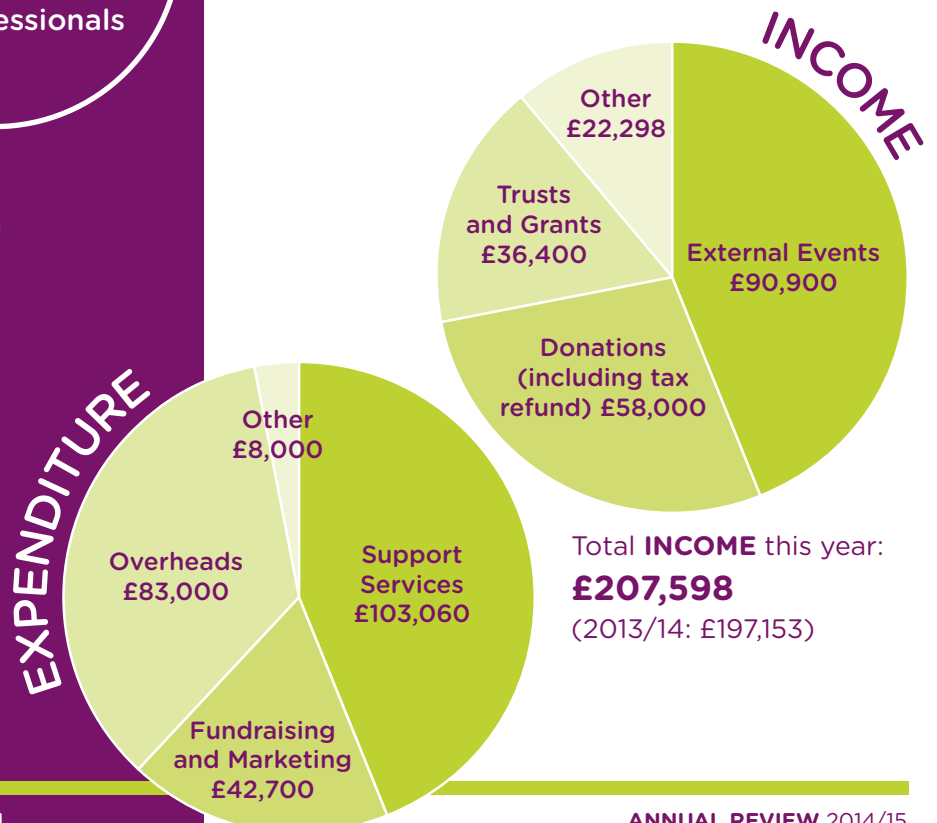 INCOME
Other
£22,298
Trusts
and Grants
£36,400
External Events
£90,900
Donations
(including tax
refund) £58,000
EXPENDITURE
Other
£8,000
Overheads
£83,000
Support
Services
£103,060
Fundraising
and Marketing
£42,700
Total INCOME this year:
£207,598
(2013/14: £197,153)
ANNUAL REVIEW 2014/15